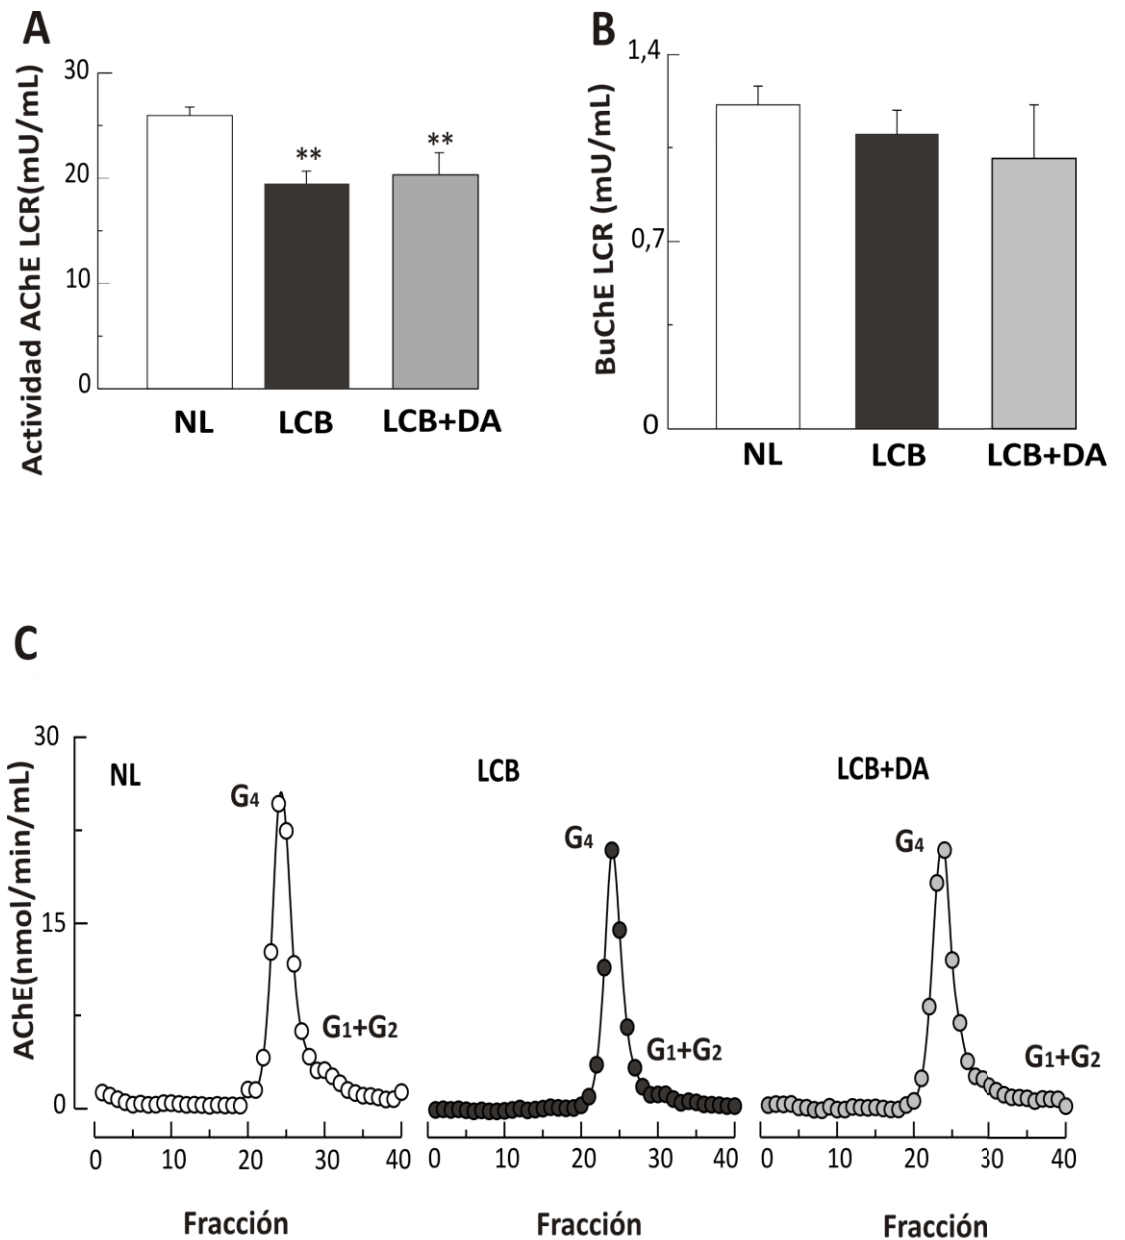 A
Actividad AChE LCR(mU/mL)
30
20
10
0
**
**
NL LCB LCB+DA
B
BuChE LCR (mU/mL)
1,4
0,7
0
NL LCB LCB+DA
C
AChE(nmol/min/mL)
30
15
0
NL
G4
G1+G2
0 10 20 30 40
Fracción
LCB
G4
G1+G2
0 10 20 30 40
Fracción
LCB+DA
G4
G1+G2
0 10 20 30 40
Fracción